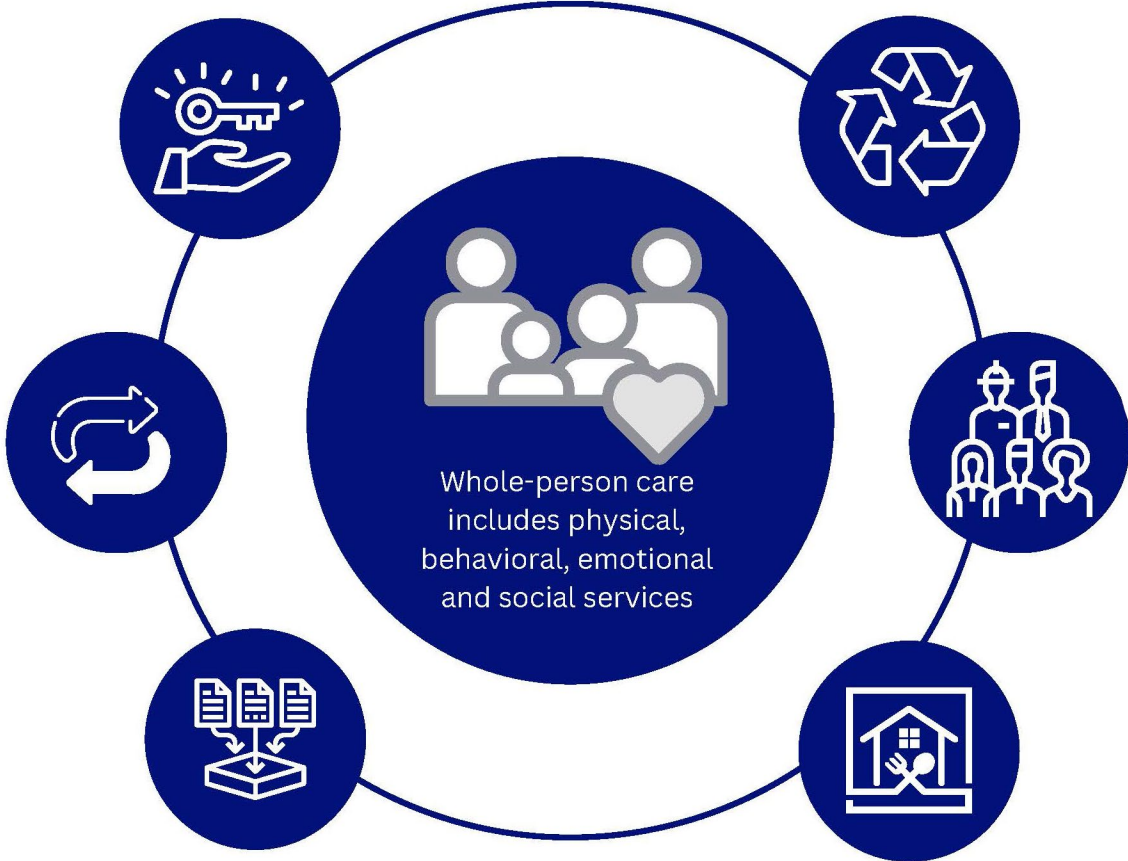 Whole-person care
includes physical,
behavioral, emotional
and social services